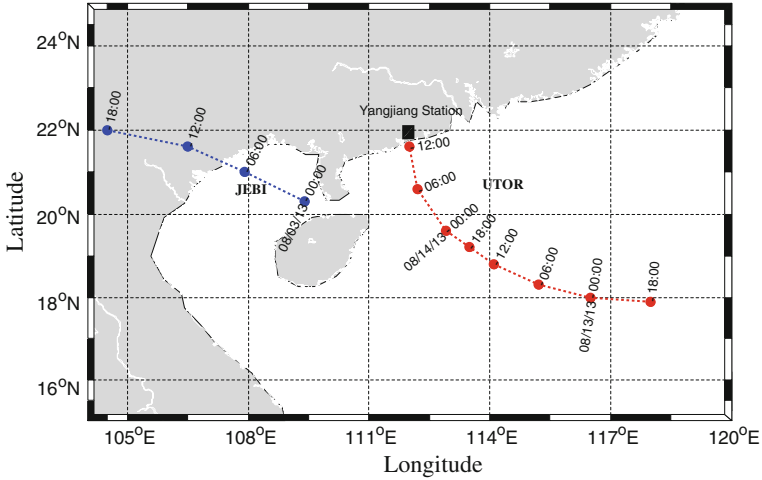 24°N
22°N
20°N
18°N
16°N
Latitude
105°E
108°E
111°E
114°E
117°E
120°E
Longitude
Yangjiang Station
JEBI
18:00
12:00
06:00
08/03/13 00:00
UTOR
12:00
06:00
08/14/13 00:00
18:00
12:00
06:00
08/13/13 00:00
18:00